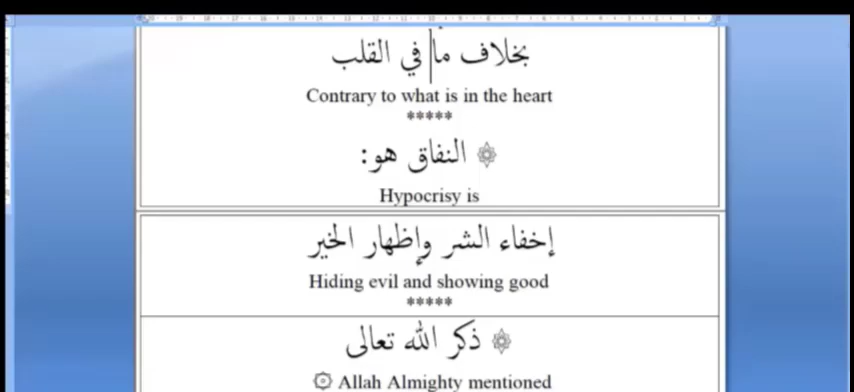 بخلاف ما في القلب
Contrary to what is in the heart
*****
۞ النفاق هو:
Hypocrisy is
إخفاء الشر وإظهار الخير
Hiding evil and showing good
*****
۞ ذكر الله تعالى
۞ Allah Almighty mentioned